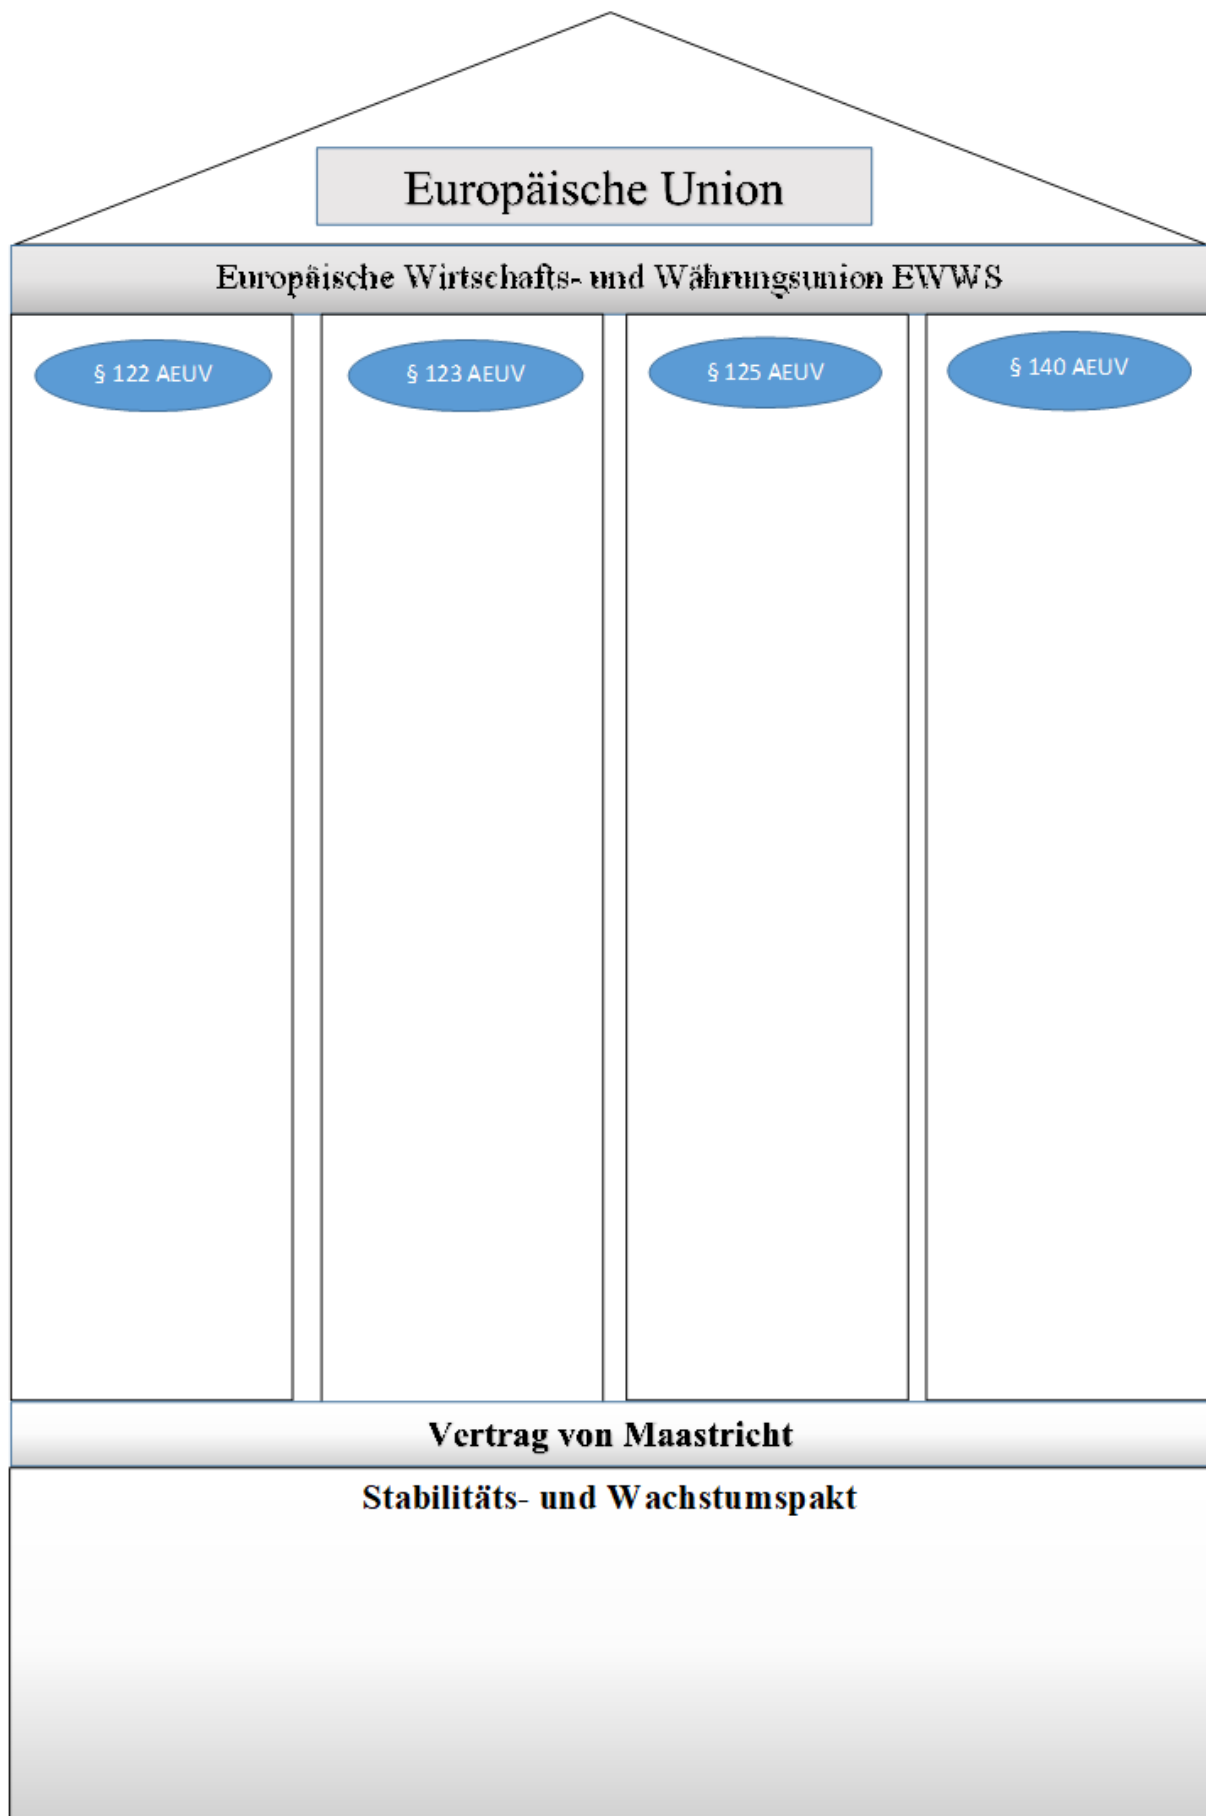 Europäische Union
Europäische Wirtschafts- und Währungsunion EWWS
§ 122 AEUV
§ 123 AEUV
§ 125 AEUV
§ 140 AEUV
Vertrag von Maastricht
Stabilitäts- und Wachstumspakt